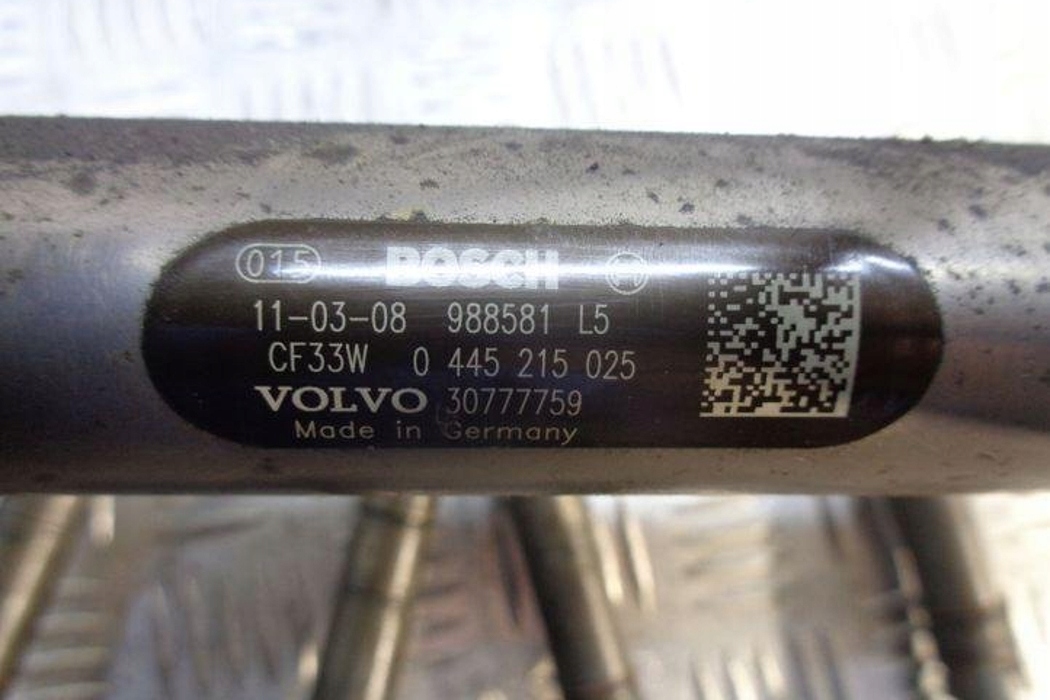 015 BOSCH
11-03-08 988581 L5
CF33W 0 445 215 025
VOLVO 30777759
Made in Germany